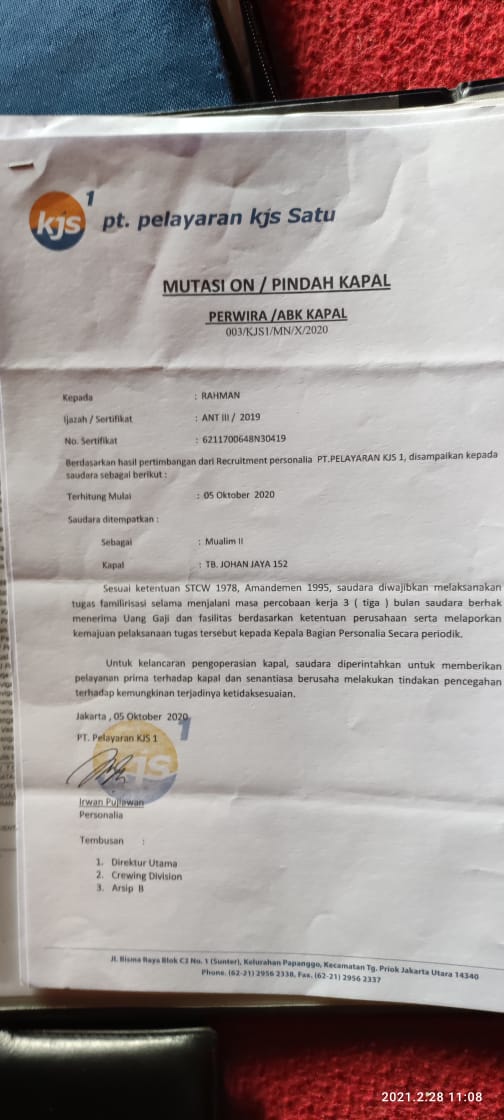 kjs 1 pt. pelayaran kjs Satu
MUTASI ON / PINDAH KAPAL
PERWIRA /ABK KAPAL
003/KJS1/MN/X/2020
Kepada : RAHMAN
Ijazah / Sertifikat : ANT III / 2019
No. Sertifikat : 6211700648N30419
Berdasarkan hasil pertimbangan dari Recruitment personalia PT.PELAYARAN KJS 1, disampaikan kepada
saudara sebagai berikut :
Terhitung Mulai : 05 Oktober 2020
Saudara ditempatkan :
Sebagai : Mualim II
Kapal : TB. JOHAN JAYA 152
Sesuai ketentuan STCW 1978, Amandemen 1995, saudara diwajibkan melaksanakan
tugas familirisasi selama menjalani masa percobaan kerja 3 ( tiga ) bulan saudara berhak
menerima Uang Gaji dan fasilitas berdasarkan ketentuan perusahaan serta melaporkan
kemajuan pelaksanaan tugas tersebut kepada Kepala Bagian Personalia Secara periodik.
Untuk kelancaran pengoperasian kapal, saudara diperintahkan untuk memberikan
pelayanan prima terhadap kapal dan senantiasa berusaha melakukan tindakan pencegahan
terhadap kemungkinan terjadinya ketidaksesuaian.
Jakarta , 05 Oktober 2020
PT. Pelayaran KJS 1
Irwan Pujiawan
Personalia
Tembusan :
1. Direktur Utama
2. Crewing Division
3. Arsip B
Jl. Bisma Raya Blok C3 No. 1 (Sunter), Kelurahan Papanggo, Kecamatan Tg. Priok Jakarta Utara 14340
Phone. (62-21) 2956 2338, Fax. (62-21) 2956 2337
2021.2.28 11:08